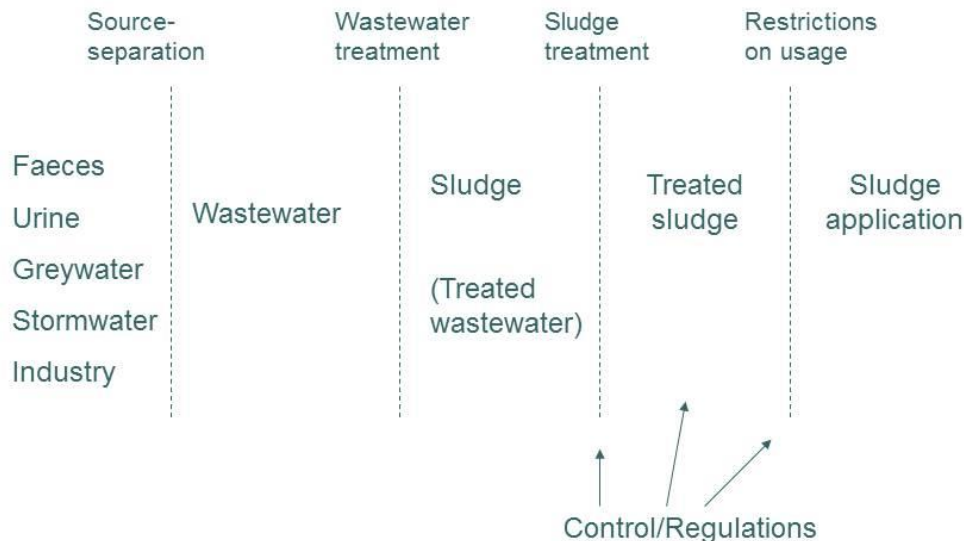 Source-
separation
Wastewater
treatment
Sludge
treatment
Restrictions
on usage
Faeces
Urine
Greywater
Stormwater
Industry
Wastewater
Sludge
(Treated
wastewater)
Treated
sludge
Sludge
application
Control/Regulations